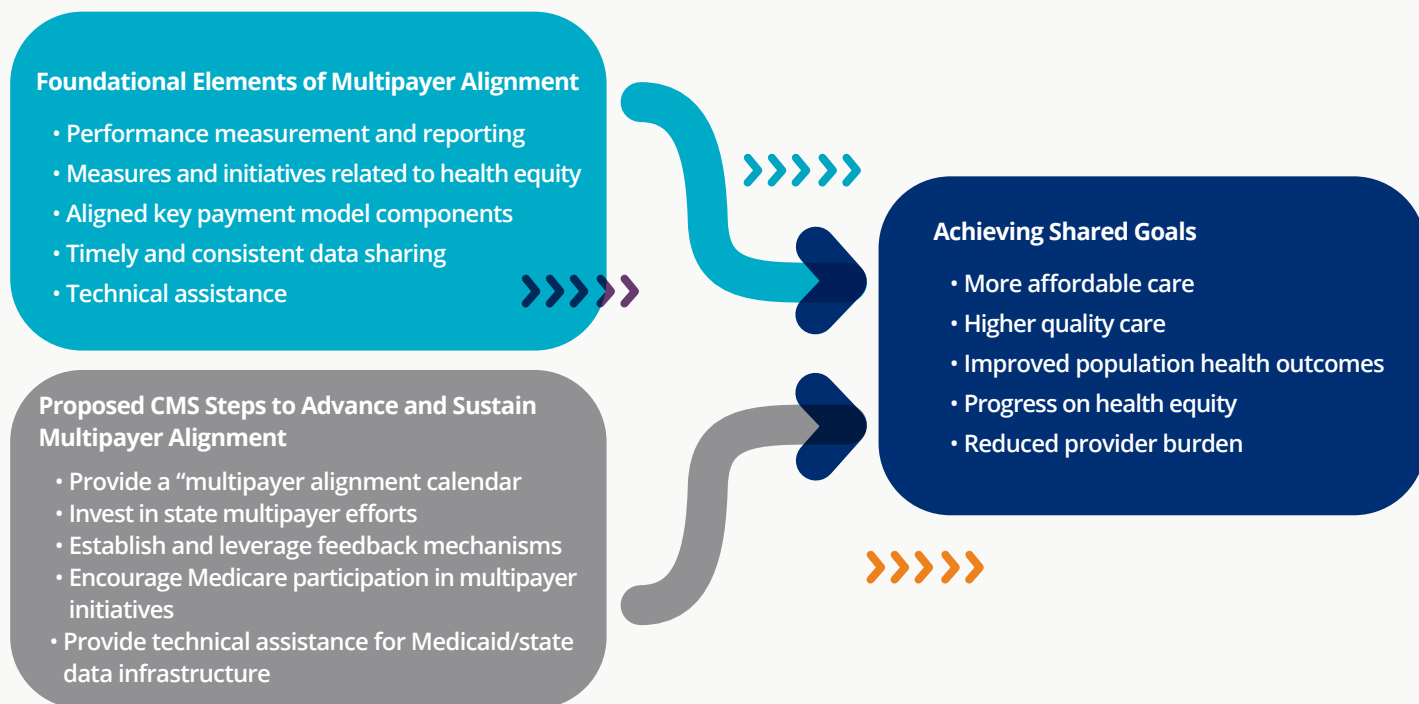 Foundational Elements of Multipayer Alignment
• Performance measurement and reporting
• Measures and initiatives related to health equity
• Aligned key payment model components
• Timely and consistent data sharing
• Technical assistance
Proposed CMS Steps to Advance and Sustain
Multipayer Alignment
• Provide a “multipayer alignment calendar
• Invest in state multipayer efforts
• Establish and leverage feedback mechanisms
• Encourage Medicare participation in multipayer
initiatives
• Provide technical assistance for Medicaid/state
data infrastructure
Achieving Shared Goals
• More affordable care
• Higher quality care
• Improved population health outcomes
• Progress on health equity
• Reduced provider burden